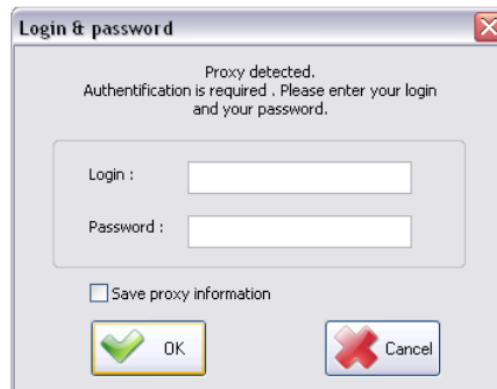 Login & password
Proxy detected.
Authentification is required . Please enter your login
and your password.
Login :
Password :
Save proxy information
OK
Cancel